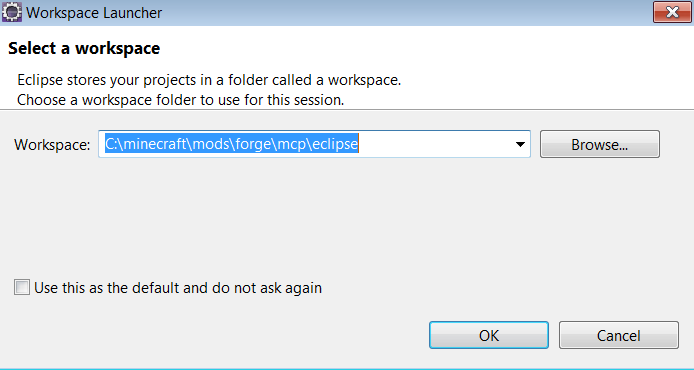 Workspace Launcher
Select a workspace
Eclipse stores your projects in a folder called a workspace.
Choose a workspace folder to use for this session.
Workspace: C:\minecraft\mods\forge\mcp\eclipse Browse...
Use this as the default and do not ask again
OK Cancel